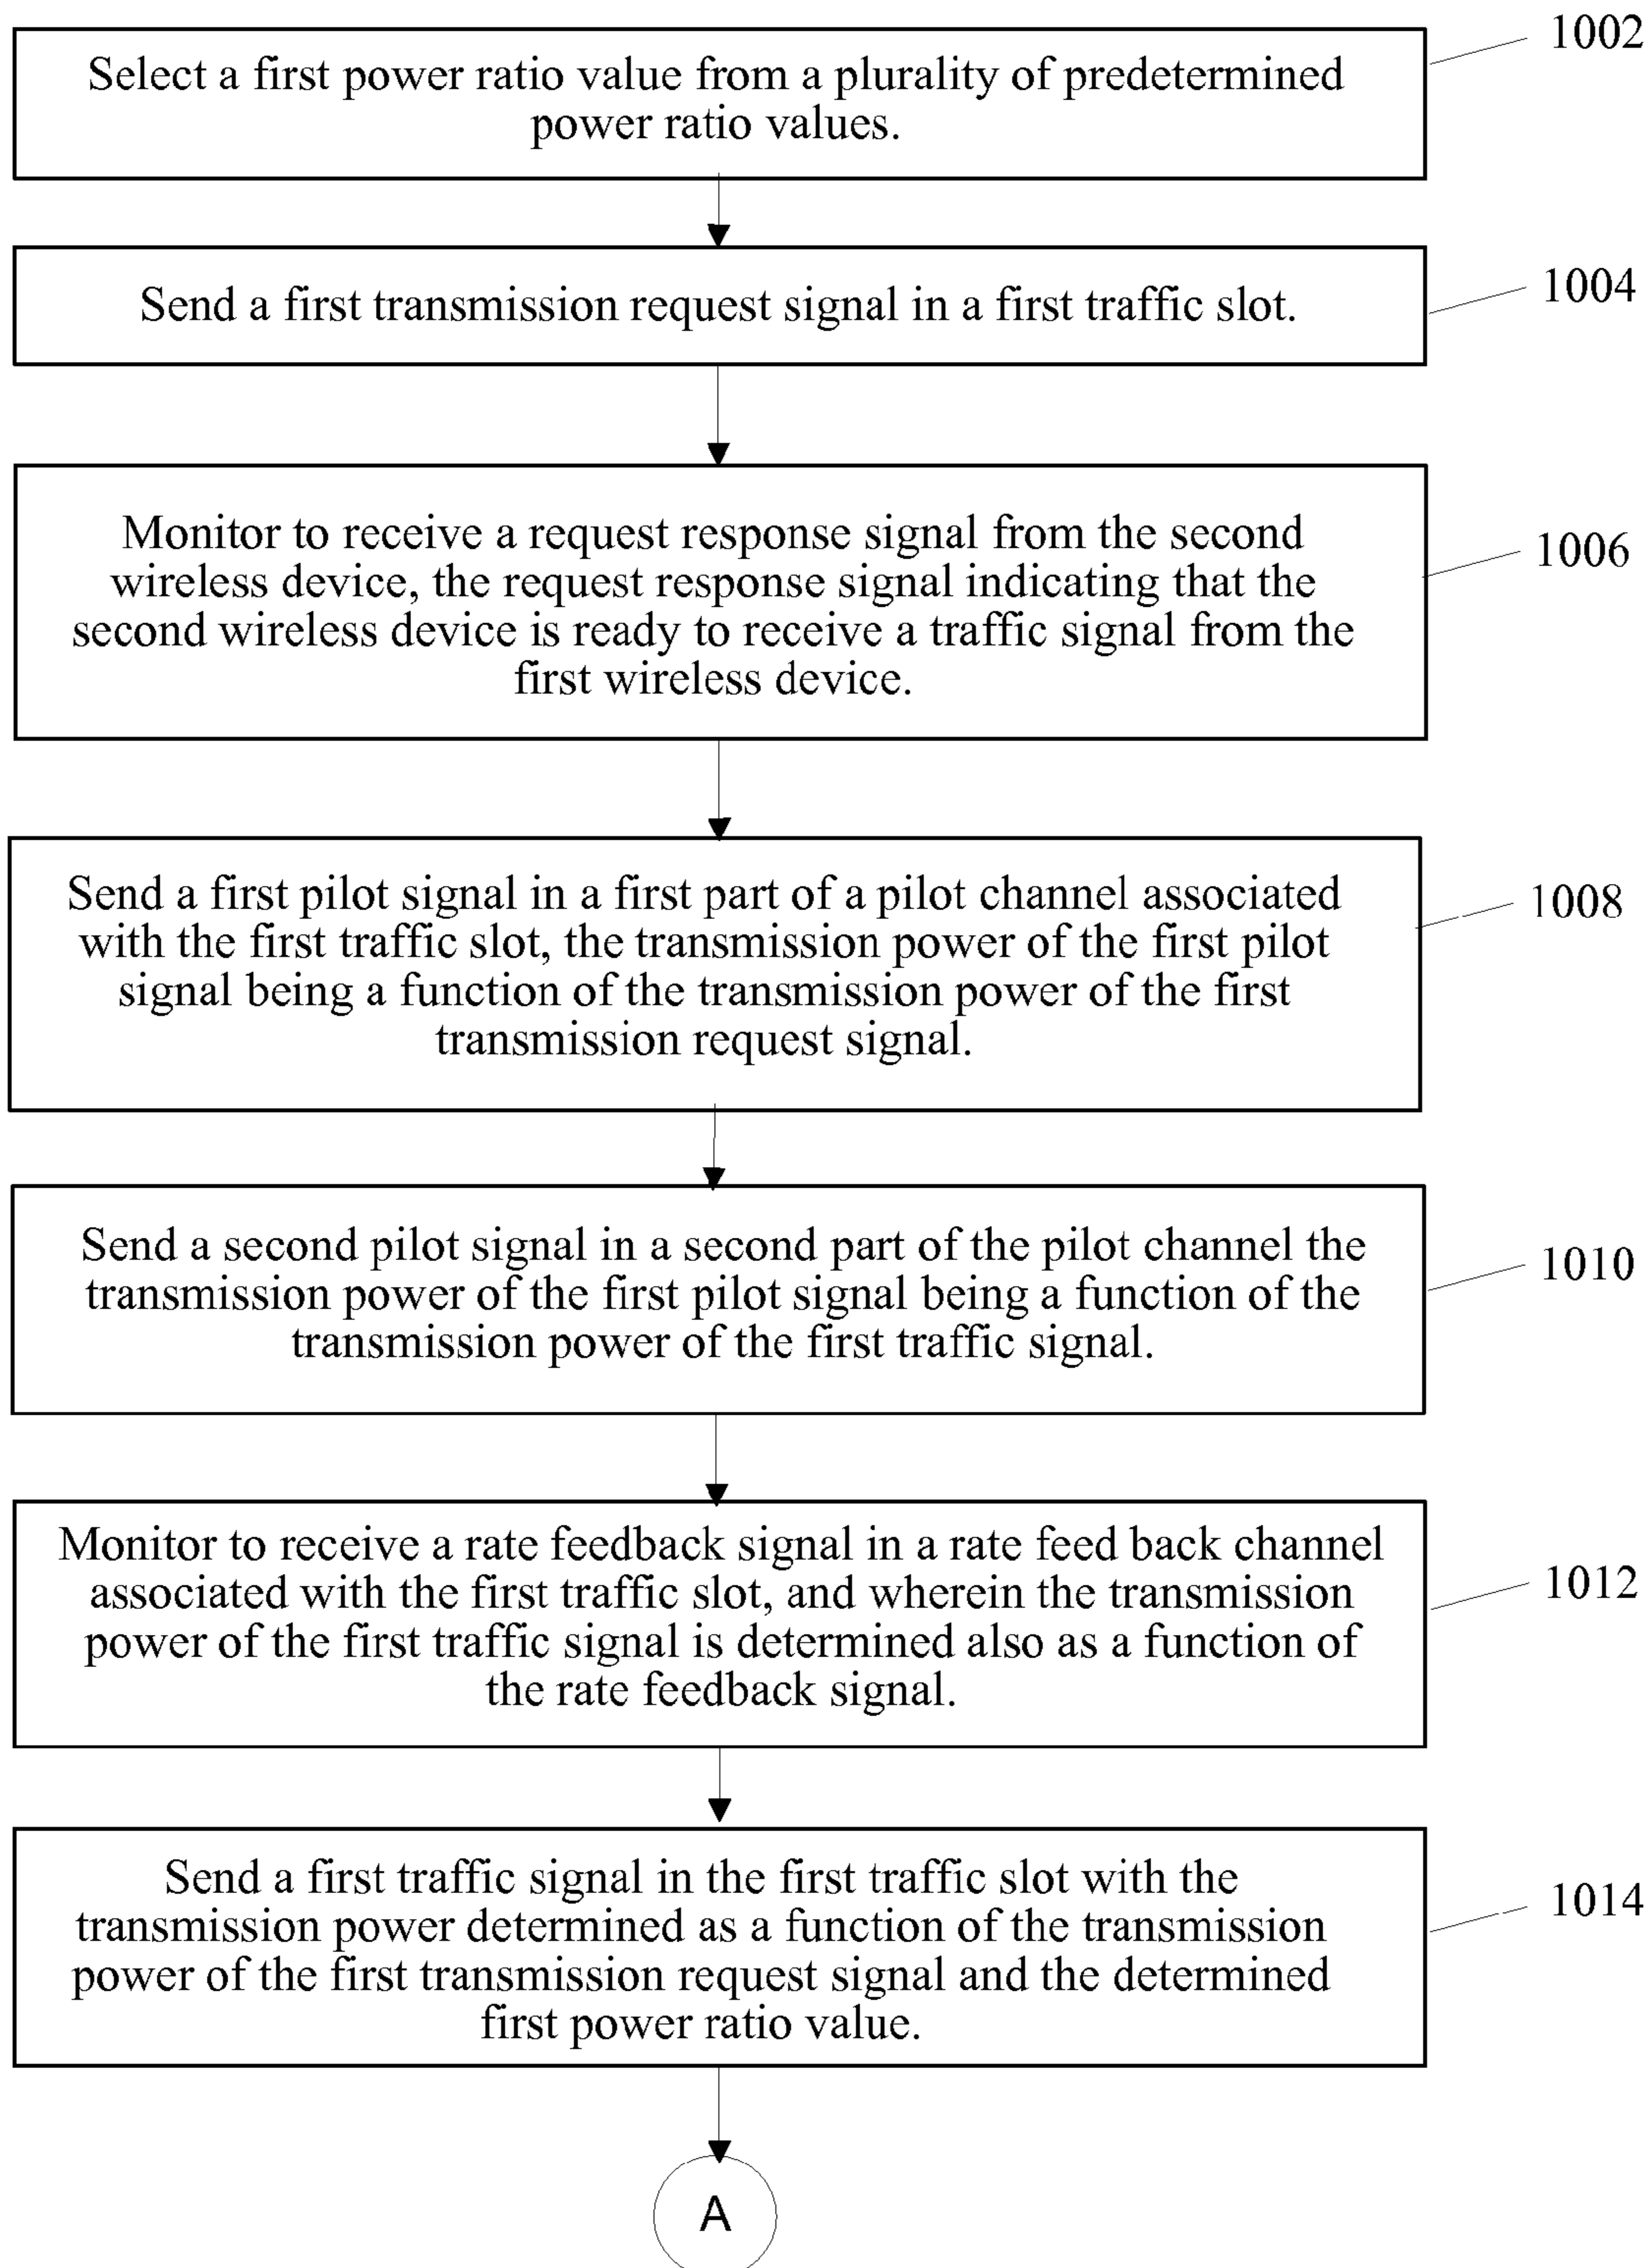 1002
Select a first power ratio value from a plurality of predetermined
power ratio values.
1004
Send a first transmission request signal in a first traffic slot.
Monitor to receive a request response signal from the second
1006
wireless device, the request response signal indicating that the
second wireless device is ready to receive a traffic signal from the
first wireless device.
Send a first pilot signal in a first part of a pilot channel associated
1008
with the first traffic slot, the transmission power of the first pilot
signal being a function of the transmission power of the first
transmission request signal.
Send a second pilot signal in a second part of the pilot channel the
1010
transmission power of the first pilot signal being a function of the
transmission power of the first traffic signal.
Monitor to receive a rate feedback signal in a rate feed back channel
1012
associated with the first traffic slot, and wherein the transmission
power of the first traffic signal is determined also as a function of
the rate feedback signal.
Send a first traffic signal in the first traffic slot with the
1014
transmission power determined as a function of the transmission
power of the first transmission request signal and the determined
first power ratio value.
A